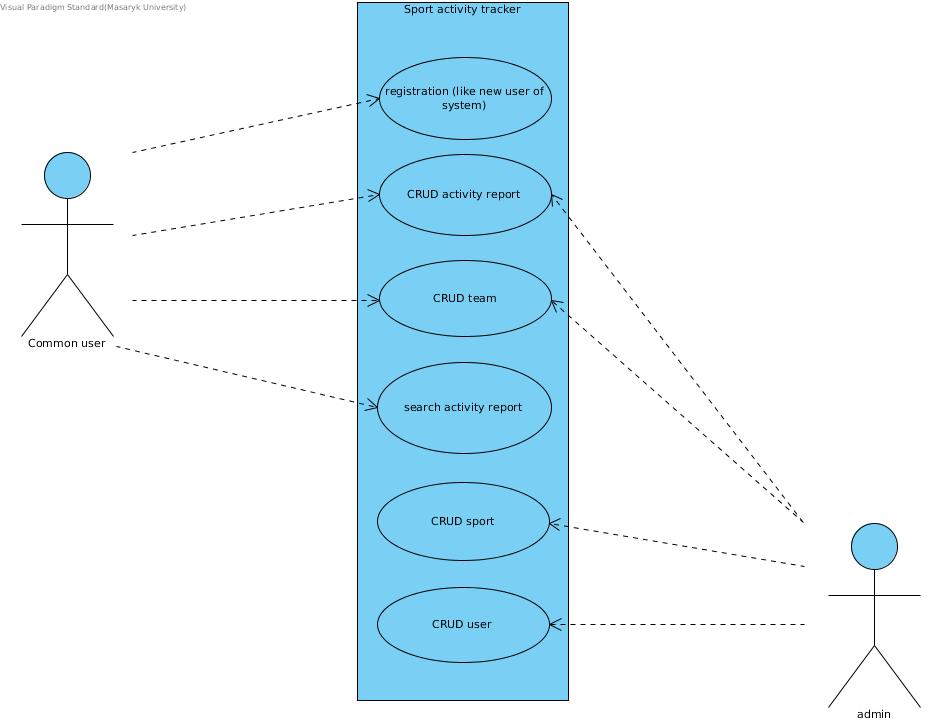 Visual Paradigm Standard(Masaryk University)
Sport activity tracker
registration (like new user of
system)
CRUD activity report
CRUD team
Common user
search activity report
CRUD sport
CRUD user
admin